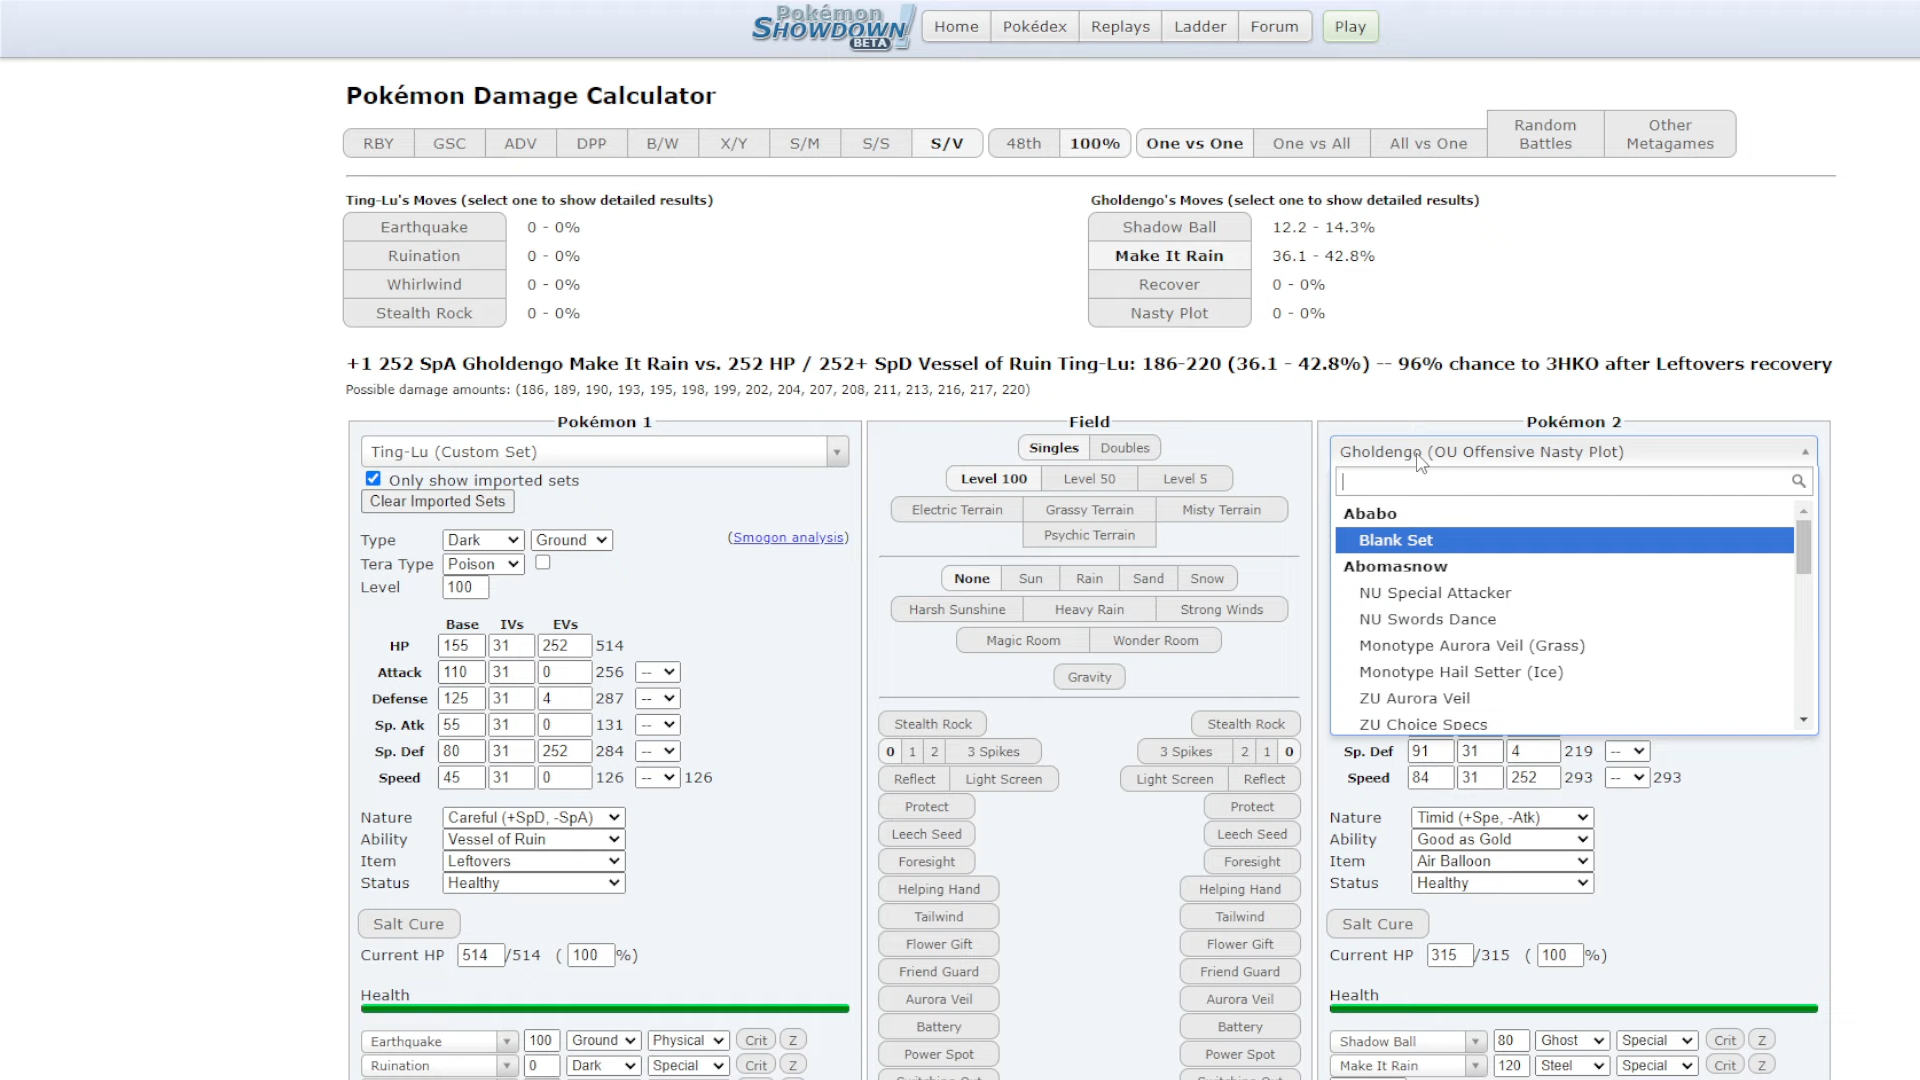 Pokémon
SHOWDOWN!
BETA
Home Pokédex Replays Ladder Forum Play
Pokémon Damage Calculator
RBY GSC ADV DPP B/W X/Y S/M S/S S/V 48th 100% One vs One One vs All All vs One Random Battles Other Metagames
Ting-Lu's Moves (select one to show detailed results)
Earthquake 0 - 0%
Ruination 0 - 0%
Whirlwind 0 - 0%
Stealth Rock 0 - 0%
Gholdengo's Moves (select one to show detailed results)
Shadow Ball 12.2 - 14.3%
Make It Rain 36.1 - 42.8%
Recover 0 - 0%
Nasty Plot 0 - 0%
+1 252 SpA Gholdengo Make It Rain vs. 252 HP / 252+ SpD Vessel of Ruin Ting-Lu: 186-220 (36.1 - 42.8%) -- 96% chance to 3HKO after Leftovers recovery
Possible damage amounts: (186, 189, 190, 193, 195, 198, 199, 202, 204, 207, 208, 211, 213, 216, 217, 220)
Pokémon 1
Ting-Lu (Custom Set)
Only show imported sets
Clear Imported Sets
Type Dark Ground (Smogon analysis)
Tera Type Poison
Level 100
Base IVs EVs
HP 155 31 252 514
Attack 110 31 0 256 --
Defense 125 31 4 287 --
Sp. Atk 55 31 0 131 --
Sp. Def 80 31 252 284 --
Speed 45 31 0 126 -- 126
Nature Careful (+SpD, -SpA)
Ability Vessel of Ruin
Item Leftovers
Status Healthy
Salt Cure
Current HP 514 /514 ( 100 %)
Health
Earthquake 100 Ground Physical Crit Z
Ruination 0 Dark Special Crit Z
Field
Singles Doubles
Level 100 Level 50 Level 5
Electric Terrain Grassy Terrain Misty Terrain
Psychic Terrain
None Sun Rain Sand Snow
Harsh Sunshine Heavy Rain Strong Winds
Magic Room Wonder Room
Gravity
Stealth Rock Stealth Rock
0 1 2 3 Spikes 3 Spikes 2 1 0
Reflect Light Screen Light Screen Reflect
Protect Protect
Leech Seed Leech Seed
Foresight Foresight
Helping Hand Helping Hand
Tailwind Tailwind
Flower Gift Flower Gift
Friend Guard Friend Guard
Aurora Veil Aurora Veil
Battery Battery
Power Spot Power Spot
Switching Out Switching Out
Pokémon 2
Gholdengo (OU Offensive Nasty Plot)
Ababo
Blank Set
Abomasnow
NU Special Attacker
NU Swords Dance
Monotype Aurora Veil (Grass)
Monotype Hail Setter (Ice)
ZU Aurora Veil
ZU Choice Specs
Sp. Def 91 31 4 219 --
Speed 84 31 252 293 -- 293
Nature Timid (+Spe, -Atk)
Ability Good as Gold
Item Air Balloon
Status Healthy
Salt Cure
Current HP 315 /315 ( 100 %)
Health
Shadow Ball 80 Ghost Special Crit Z
Make It Rain 120 Steel Special Crit Z